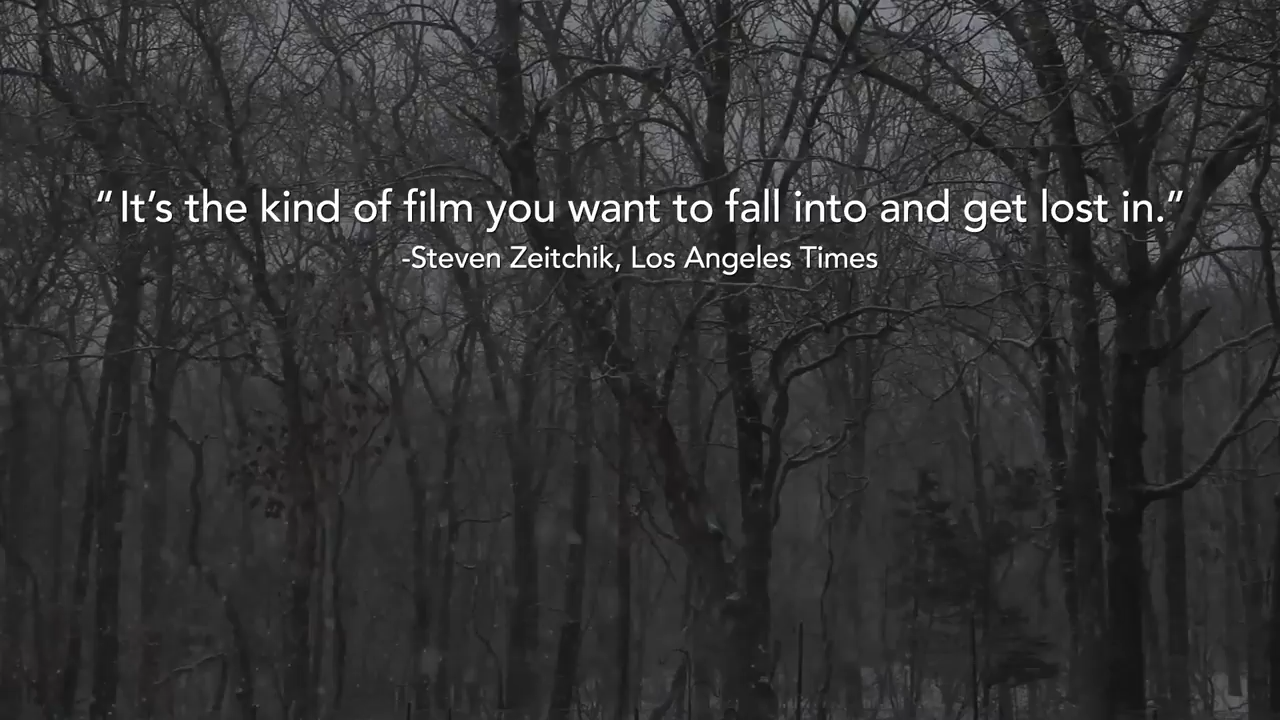 “It’s the kind of film you want to fall into and get lost in.”
-Steven Zeitchik, Los Angeles Times